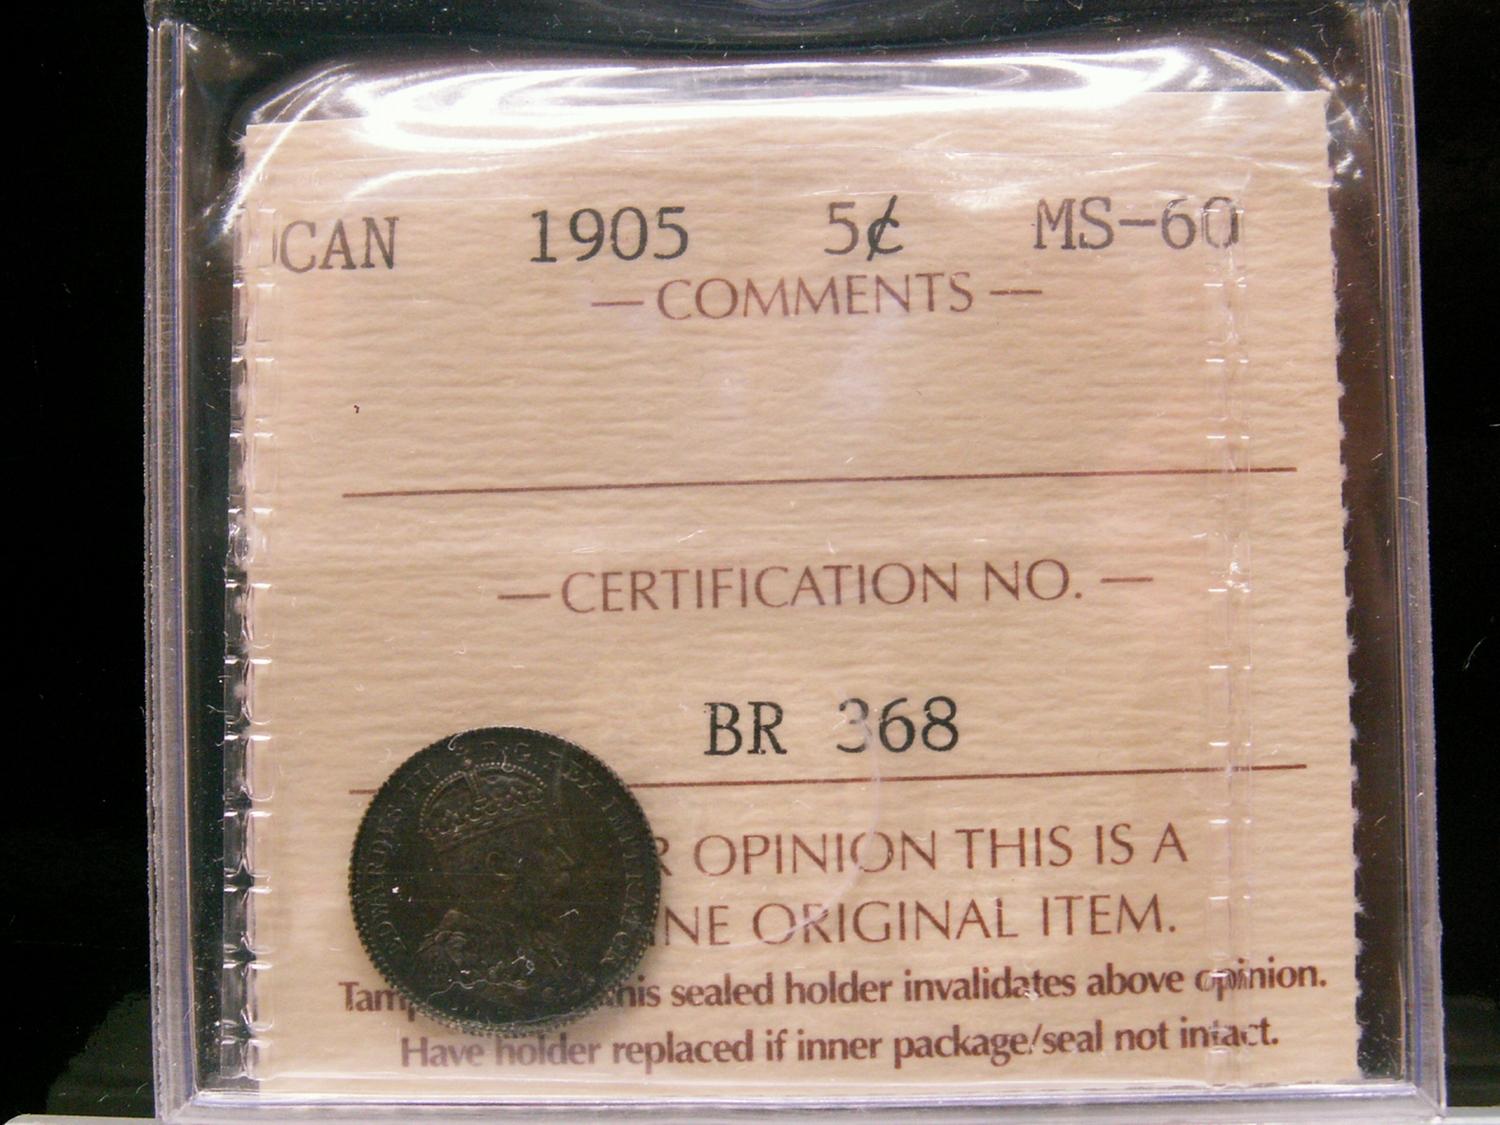 CAN 1905 5¢ MS-60
— COMMENTS —
— CERTIFICATION NO. —
BR 368
R OPINION THIS IS A
NE ORIGINAL ITEM.
Tam his sealed holder invalidates above opinion.
Have holder replaced if inner package/seal not intact.